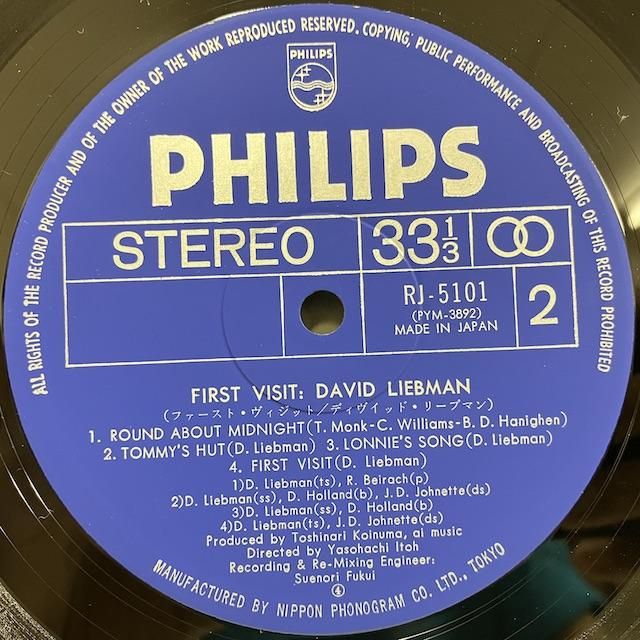 ALL RIGHTS OF THE RECORD PRODUCER AND OF THE OWNER OF THE WORK REPRODUCED RESERVED. COPYING, PUBLIC PERFORMANCE AND BROADCASTING OF THIS RECORD PROHIBITED
PHILIPS
PHILIPS
STEREO 33 1/3
RJ-5101
(PYM-3892)
MADE IN JAPAN
2
FIRST VISIT: DAVID LIEBMAN
(ファースト・ヴィジット/デイヴィッド・リーブマン)
1. ROUND ABOUT MIDNIGHT(T. Monk-C. Williams-B. D. Hanighen)
2. TOMMY'S HUT(D. Liebman) 3. LONNIE'S SONG(D. Liebman)
4. FIRST VISIT(D. Liebman)
1)D. Liebman(ts), R. Beirach(p)
2)D. Liebman(ss), D. Holland(b), J. D. Johnette(ds)
3)D. Liebman(ss), D. Holland(b)
4)D. Liebman(ts), J. D. Johnette(ds)
Produced by Toshinari Koinuma, ai music
Directed by Yasohachi Itoh
Recording & Re-Mixing Engineer:
Suenori Fukui
4
MANUFACTURED BY NIPPON PHONOGRAM CO. LTD., TOKYO